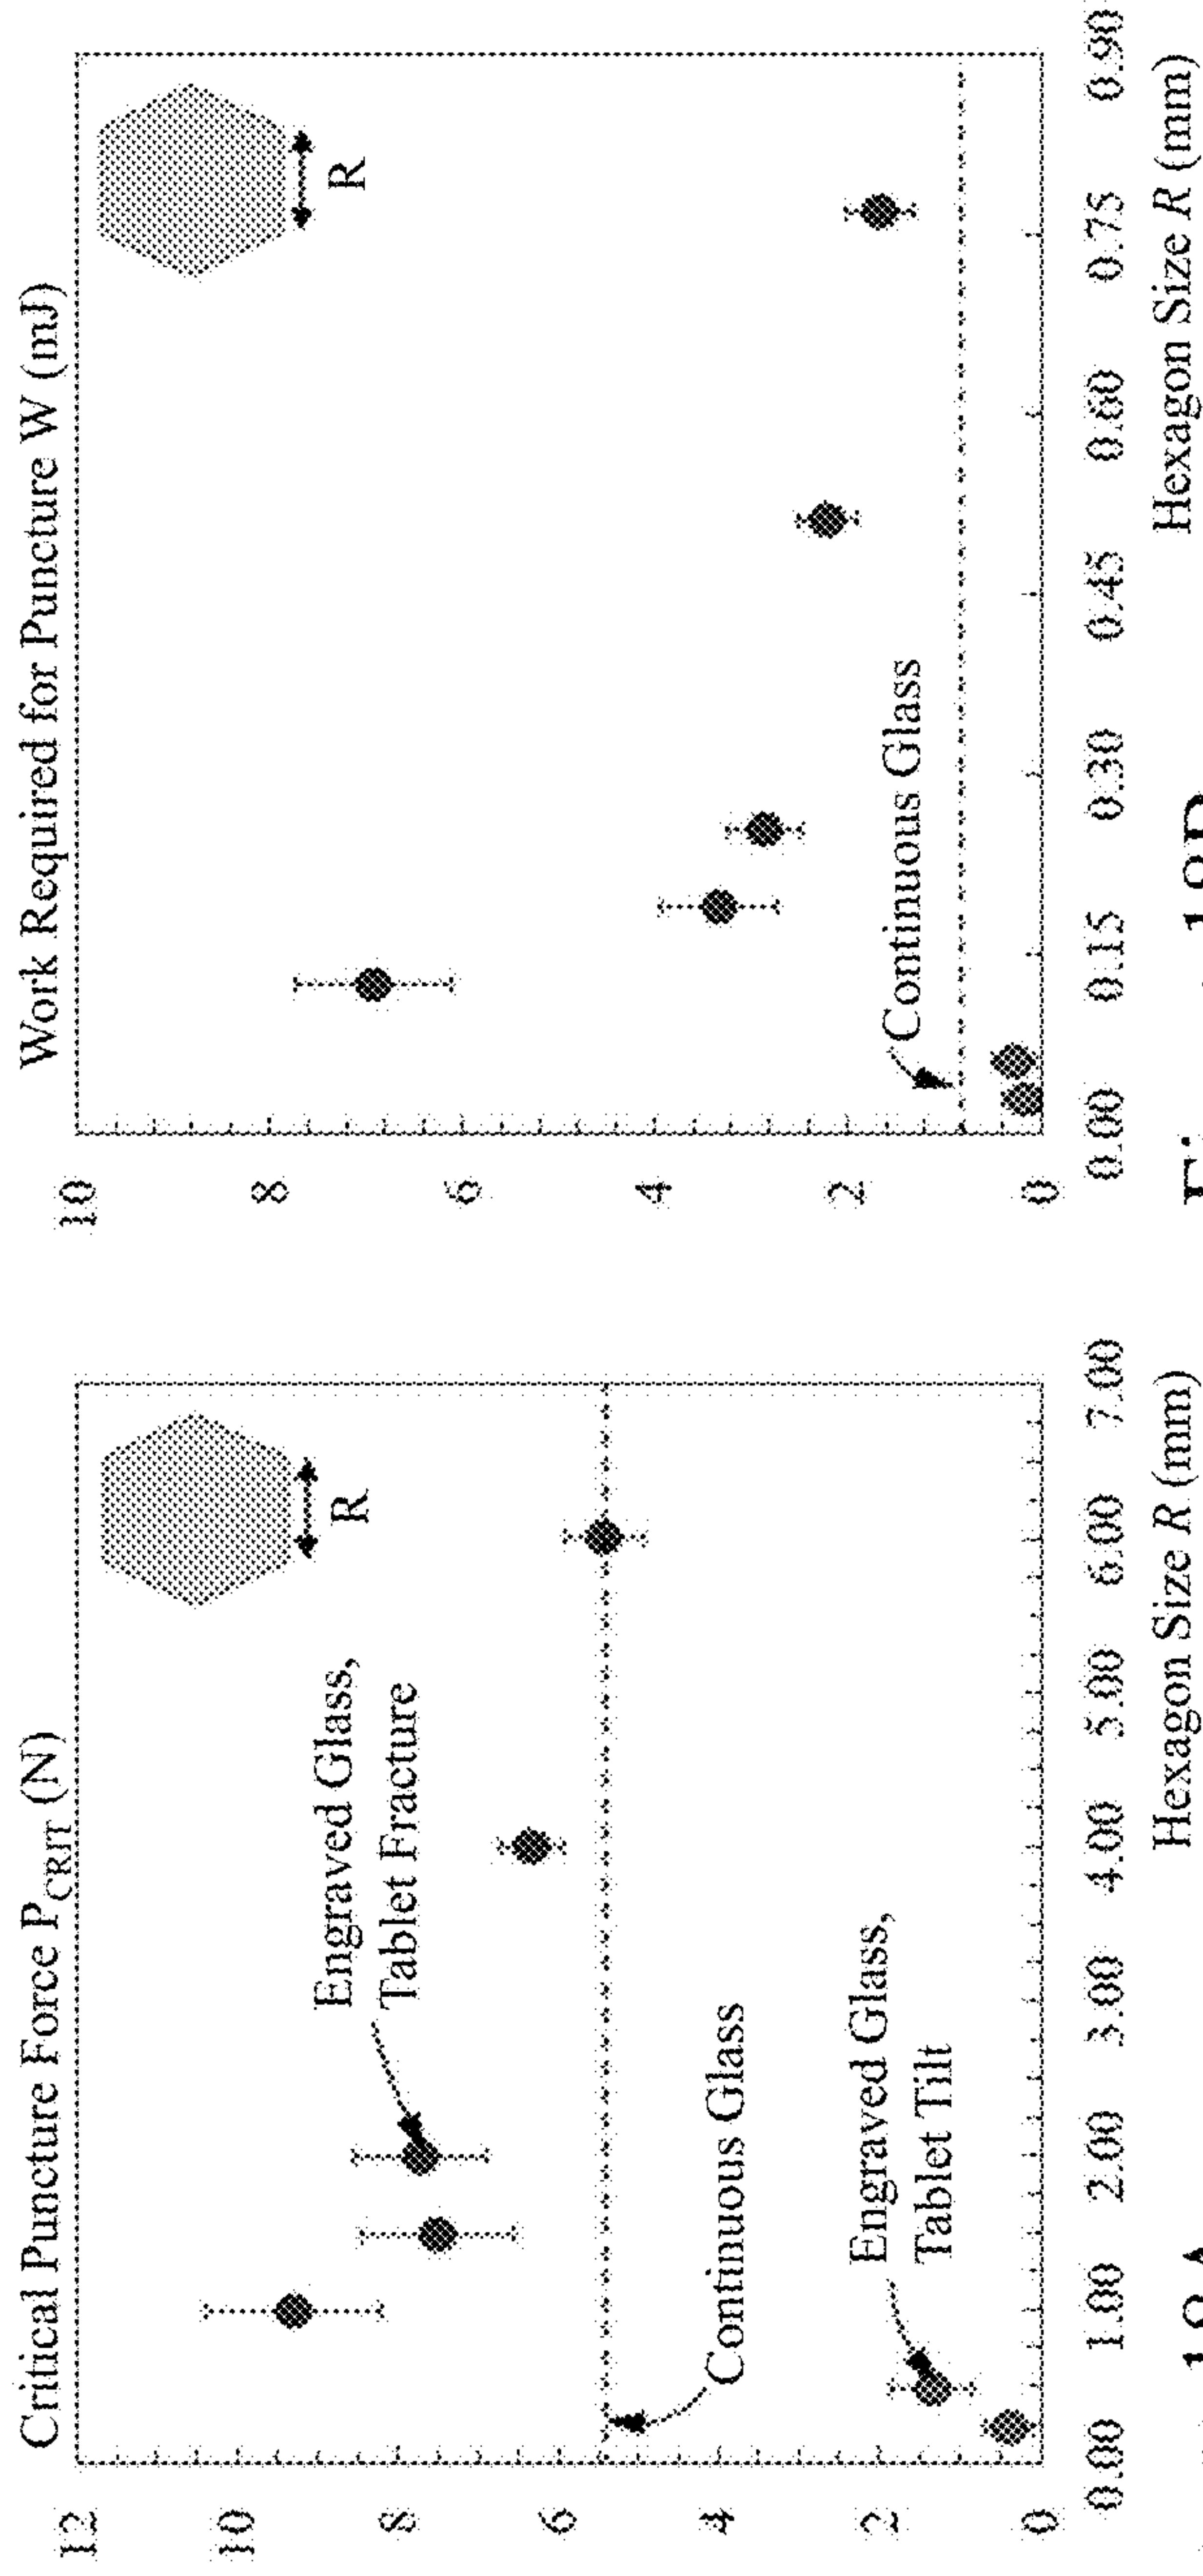 Critical Puncture Force P_CRIT (N)
12
10
8
6
4
2
0
R
Engraved Glass,
Tablet Fracture
Continuous Glass
Engraved Glass,
Tablet Tilt
0.00 1.00 2.00 3.00 4.00 5.00 6.00 7.00
Hexagon Size R (mm)
Work Required for Puncture W (mJ)
10
8
6
4
2
0
R
Continuous Glass
0.00 0.15 0.30 0.45 0.60 0.75 0.90
Hexagon Size R (mm)